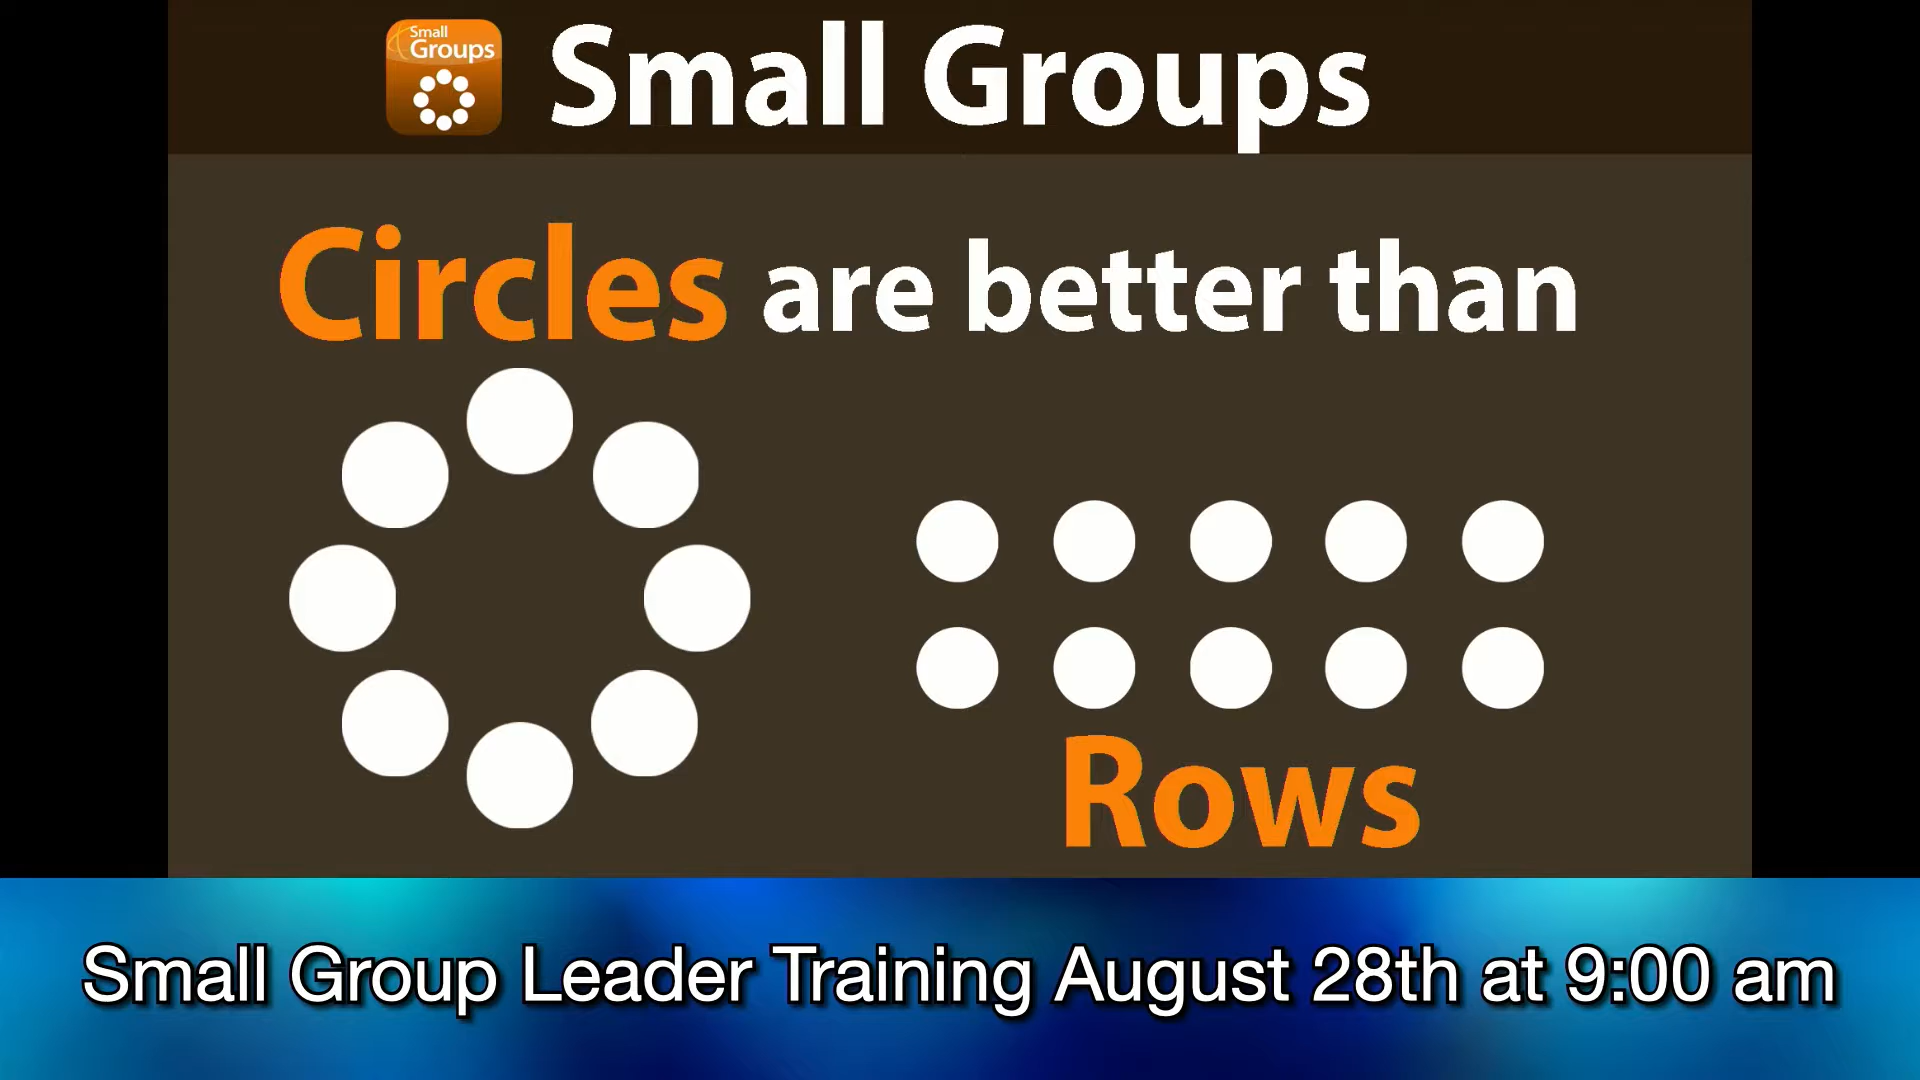 Small
Groups
Small Groups
Circles are better than
Rows
Small Group Leader Training August 28th at 9:00 am